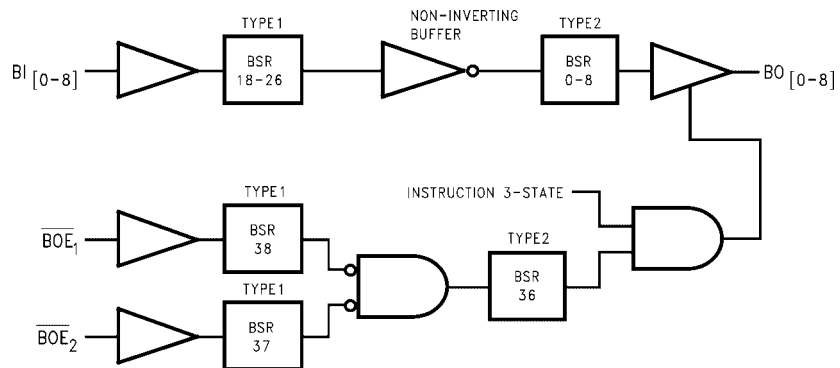 TYPE1
NON-INVERTING
BUFFER
TYPE2
BI[0-8]
BSR
18-26
BSR
0-8
BO[0-8]
TYPE1
INSTRUCTION 3-STATE
BOE1
BSR
38
TYPE2
TYPE1
BSR
36
BOE2
BSR
37